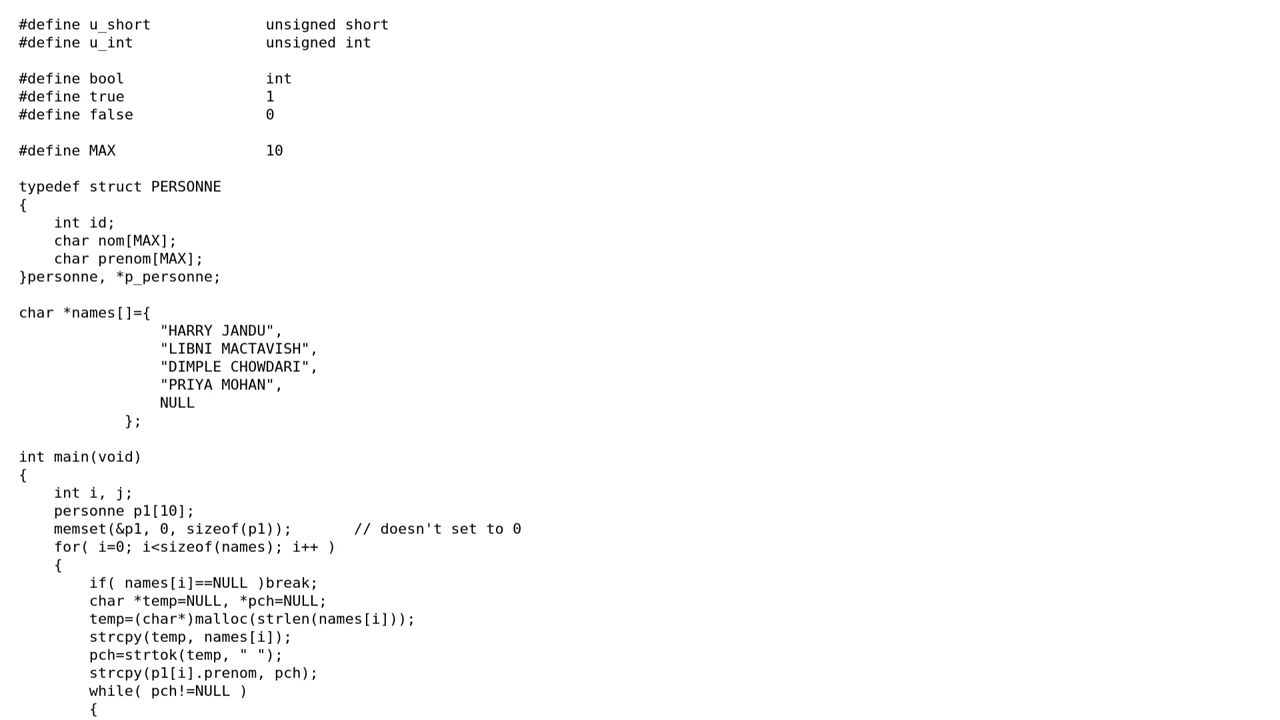 #define u_short             unsigned short
#define u_int               unsigned int

#define bool                int
#define true                1
#define false               0

#define MAX                 10

typedef struct PERSONNE
{
    int id;
    char nom[MAX];
    char prenom[MAX];
}personne, *p_personne;

char *names[]={
                "HARRY JANDU",
                "LIBNI MACTAVISH",
                "DIMPLE CHOWDARI",
                "PRIYA MOHAN",
                NULL
            };

int main(void)
{
    int i, j;
    personne p1[10];
    memset(&p1, 0, sizeof(p1));       // doesn't set to 0
    for( i=0; i<sizeof(names); i++ )
    {
        if( names[i]==NULL )break;
        char *temp=NULL, *pch=NULL;
        temp=(char*)malloc(strlen(names[i]));
        strcpy(temp, names[i]);
        pch=strtok(temp, " ");
        strcpy(p1[i].prenom, pch);
        while( pch!=NULL )
        {